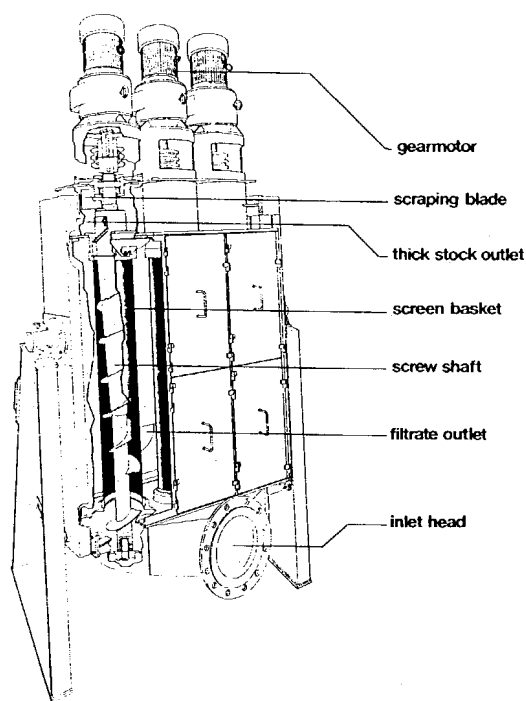 gearmotor
scraping blade
thick stock outlet
screen basket
screw shaft
filtrate outlet
inlet head